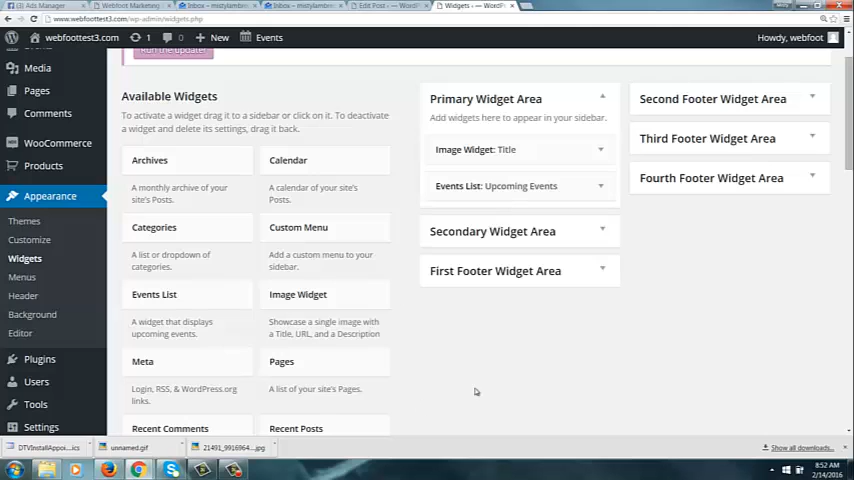 (3) Ads Manager
Webfoot Marketing
Inbox — mistylambre
Inbox — mistylambre
Edit Post ‹ — WordP
Widgets ‹ — WordP
www.webfoottest3.com/wp-admin/widgets.php
webfoottest3.com
1
0
New
Events
Howdy, webfoot
Media
Pages
Comments
WooCommerce
Products
Appearance
Themes
Customize
Widgets
Menus
Header
Background
Editor
Plugins
Users
Tools
Settings
Run the updater
Available Widgets
To activate a widget drag it to a sidebar or click on it. To deactivate
a widget and delete its settings, drag it back.
Archives
A monthly archive of your
site's Posts.
Calendar
A calendar of your site's
Posts.
Categories
A list or dropdown of
categories.
Custom Menu
Add a custom menu to your
sidebar.
Events List
A widget that displays
upcoming events.
Image Widget
Showcase a single image with
a Title, URL, and a Description
Meta
Login, RSS, & WordPress.org
links.
Pages
A list of your site's Pages.
Recent Comments
Recent Posts
Primary Widget Area
Add widgets here to appear in your sidebar.
Image Widget: Title
Events List: Upcoming Events
Secondary Widget Area
First Footer Widget Area
Second Footer Widget Area
Third Footer Widget Area
Fourth Footer Widget Area
DTVInstallAppoi....ics
unnamed.gif
21491_9916964....jpg
Show all downloads...
8:52 AM
2/14/2016